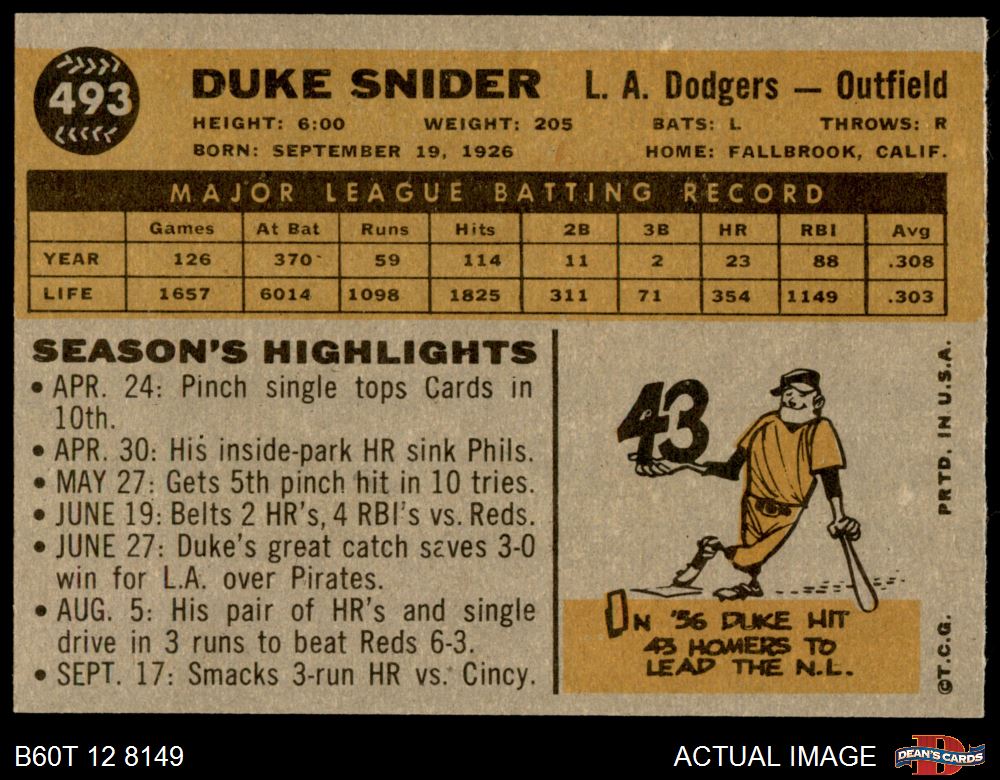 493
DUKE SNIDER L. A. Dodgers — Outfield
HEIGHT: 6:00 WEIGHT: 205 BATS: L THROWS: R
BORN: SEPTEMBER 19, 1926 HOME: FALLBROOK, CALIF.
MAJOR LEAGUE BATTING RECORD
Games At Bat Runs Hits 2B 3B HR RBI Avg
YEAR 126 370 59 114 11 2 23 88 .308
LIFE 1657 6014 1098 1825 311 71 354 1149 .303
SEASON'S HIGHLIGHTS
• APR. 24: Pinch single tops Cards in
10th.
• APR. 30: His inside-park HR sink Phils.
• MAY 27: Gets 5th pinch hit in 10 tries.
• JUNE 19: Belts 2 HR's, 4 RBI's vs. Reds.
• JUNE 27: Duke's great catch saves 3-0
win for L.A. over Pirates.
• AUG. 5: His pair of HR's and single
drive in 3 runs to beat Reds 6-3.
• SEPT. 17: Smacks 3-run HR vs. Cincy.
43
IN '56 DUKE HIT
43 HOMERS TO
LEAD THE N.L.
©T.C.G. PRTD. IN U.S.A.
B60T 12 8149 ACTUAL IMAGE
DEAN'S CARDS